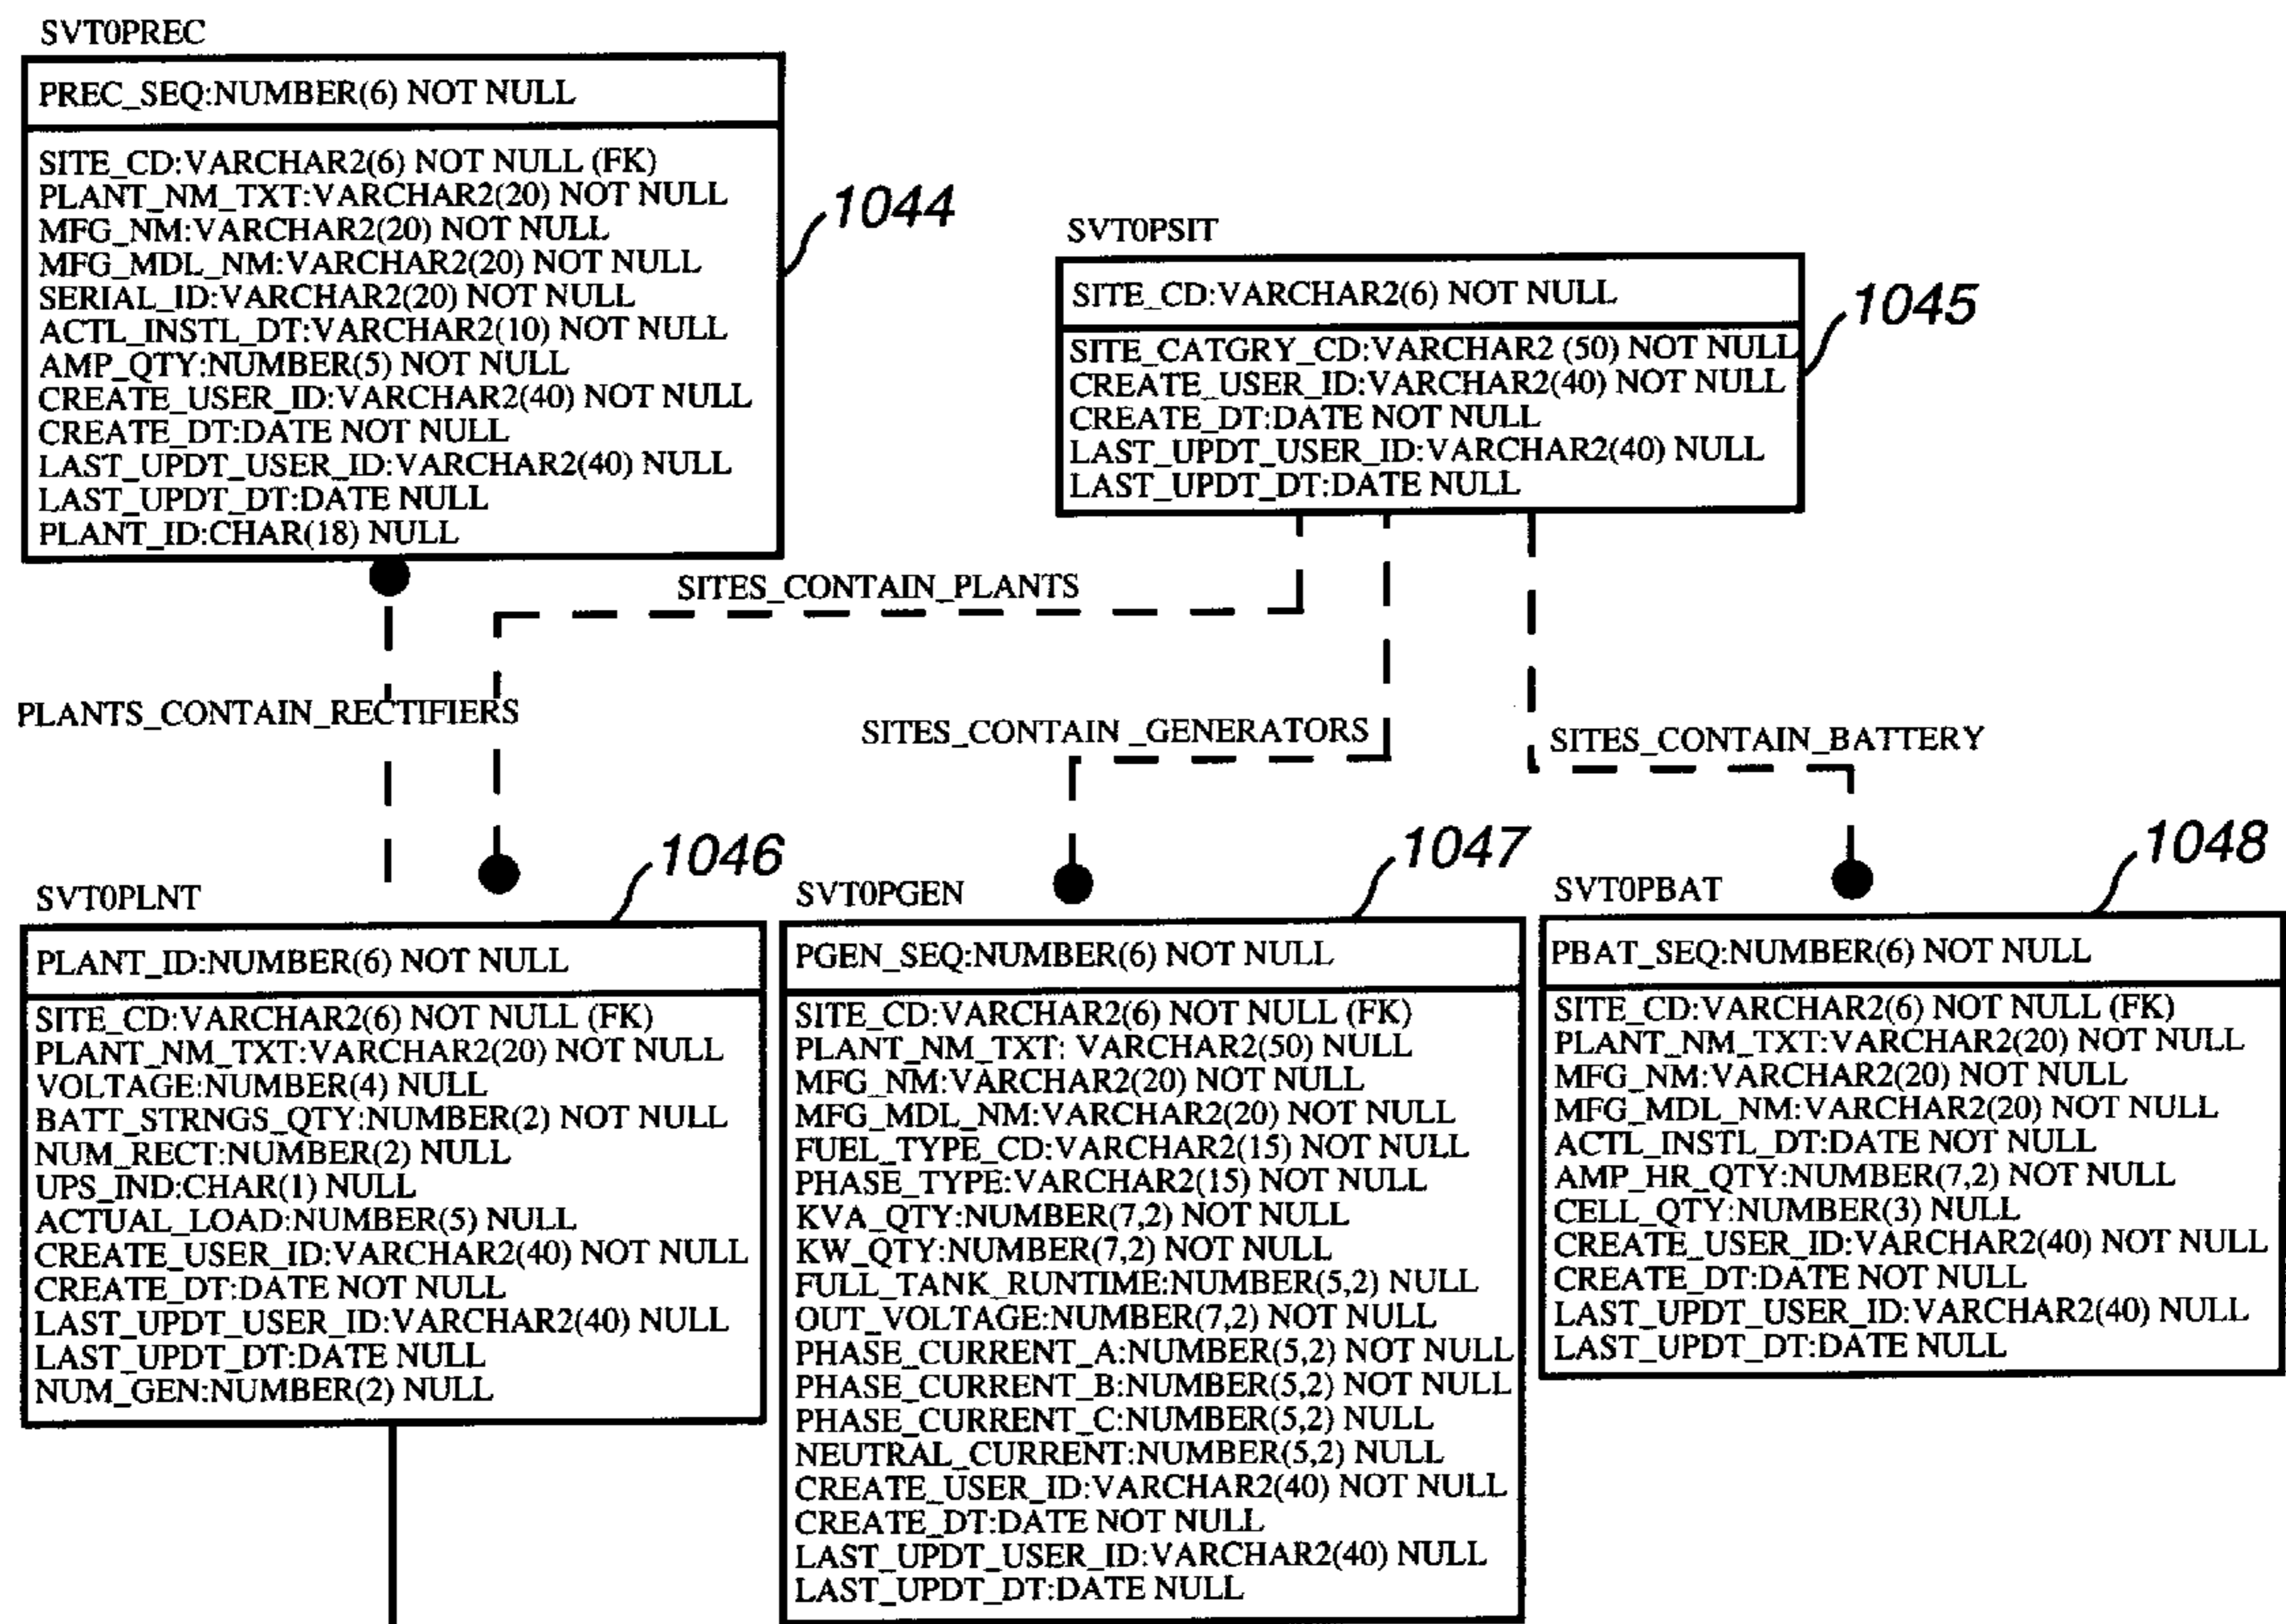 SVT0PREC
PREC_SEQ:NUMBER(6) NOT NULL
SITE_CD:VARCHAR2(6) NOT NULL (FK)
PLANT_NM_TXT:VARCHAR2(20) NOT NULL
MFG_NM:VARCHAR2(20) NOT NULL
MFG_MDL_NM:VARCHAR2(20) NOT NULL
SERIAL_ID:VARCHAR2(20) NOT NULL
ACTL_INSTL_DT:VARCHAR2(10) NOT NULL
AMP_QTY:NUMBER(5) NOT NULL
CREATE_USER_ID:VARCHAR2(40) NOT NULL
CREATE_DT:DATE NOT NULL
LAST_UPDT_USER_ID:VARCHAR2(40) NULL
LAST_UPDT_DT:DATE NULL
PLANT_ID:CHAR(18) NULL
1044
SVT0PSIT
SITE_CD:VARCHAR2(6) NOT NULL
SITE_CATGRY_CD:VARCHAR2 (50) NOT NULL
CREATE_USER_ID:VARCHAR2(40) NOT NULL
CREATE_DT:DATE NOT NULL
LAST_UPDT_USER_ID:VARCHAR2(40) NULL
LAST_UPDT_DT:DATE NULL
1045
SITES_CONTAIN_PLANTS
PLANTS_CONTAIN_RECTIFIERS
SITES_CONTAIN _GENERATORS
SITES_CONTAIN_BATTERY
SVT0PLNT
1046
PLANT_ID:NUMBER(6) NOT NULL
SITE_CD:VARCHAR2(6) NOT NULL (FK)
PLANT_NM_TXT:VARCHAR2(20) NOT NULL
VOLTAGE:NUMBER(4) NULL
BATT_STRNGS_QTY:NUMBER(2) NOT NULL
NUM_RECT:NUMBER(2) NULL
UPS_IND:CHAR(1) NULL
ACTUAL_LOAD:NUMBER(5) NULL
CREATE_USER_ID:VARCHAR2(40) NOT NULL
CREATE_DT:DATE NOT NULL
LAST_UPDT_USER_ID:VARCHAR2(40) NULL
LAST_UPDT_DT:DATE NULL
NUM_GEN:NUMBER(2) NULL
SVT0PGEN
1047
PGEN_SEQ:NUMBER(6) NOT NULL
SITE_CD:VARCHAR2(6) NOT NULL (FK)
PLANT_NM_TXT: VARCHAR2(50) NULL
MFG_NM:VARCHAR2(20) NOT NULL
MFG_MDL_NM:VARCHAR2(20) NOT NULL
FUEL_TYPE_CD:VARCHAR2(15) NOT NULL
PHASE_TYPE:VARCHAR2(15) NOT NULL
KVA_QTY:NUMBER(7,2) NOT NULL
KW_QTY:NUMBER(7,2) NOT NULL
FULL_TANK_RUNTIME:NUMBER(5,2) NULL
OUT_VOLTAGE:NUMBER(7,2) NOT NULL
PHASE_CURRENT_A:NUMBER(5,2) NOT NULL
PHASE_CURRENT_B:NUMBER(5,2) NOT NULL
PHASE_CURRENT_C:NUMBER(5,2) NULL
NEUTRAL_CURRENT:NUMBER(5,2) NULL
CREATE_USER_ID:VARCHAR2(40) NOT NULL
CREATE_DT:DATE NOT NULL
LAST_UPDT_USER_ID:VARCHAR2(40) NULL
LAST_UPDT_DT:DATE NULL
SVT0PBAT
1048
PBAT_SEQ:NUMBER(6) NOT NULL
SITE_CD:VARCHAR2(6) NOT NULL (FK)
PLANT_NM_TXT:VARCHAR2(20) NOT NULL
MFG_NM:VARCHAR2(20) NOT NULL
MFG_MDL_NM:VARCHAR2(20) NOT NULL
ACTL_INSTL_DT:DATE NOT NULL
AMP_HR_QTY:NUMBER(7,2) NOT NULL
CELL_QTY:NUMBER(3) NULL
CREATE_USER_ID:VARCHAR2(40) NOT NULL
CREATE_DT:DATE NOT NULL
LAST_UPDT_USER_ID:VARCHAR2(40) NULL
LAST_UPDT_DT:DATE NULL